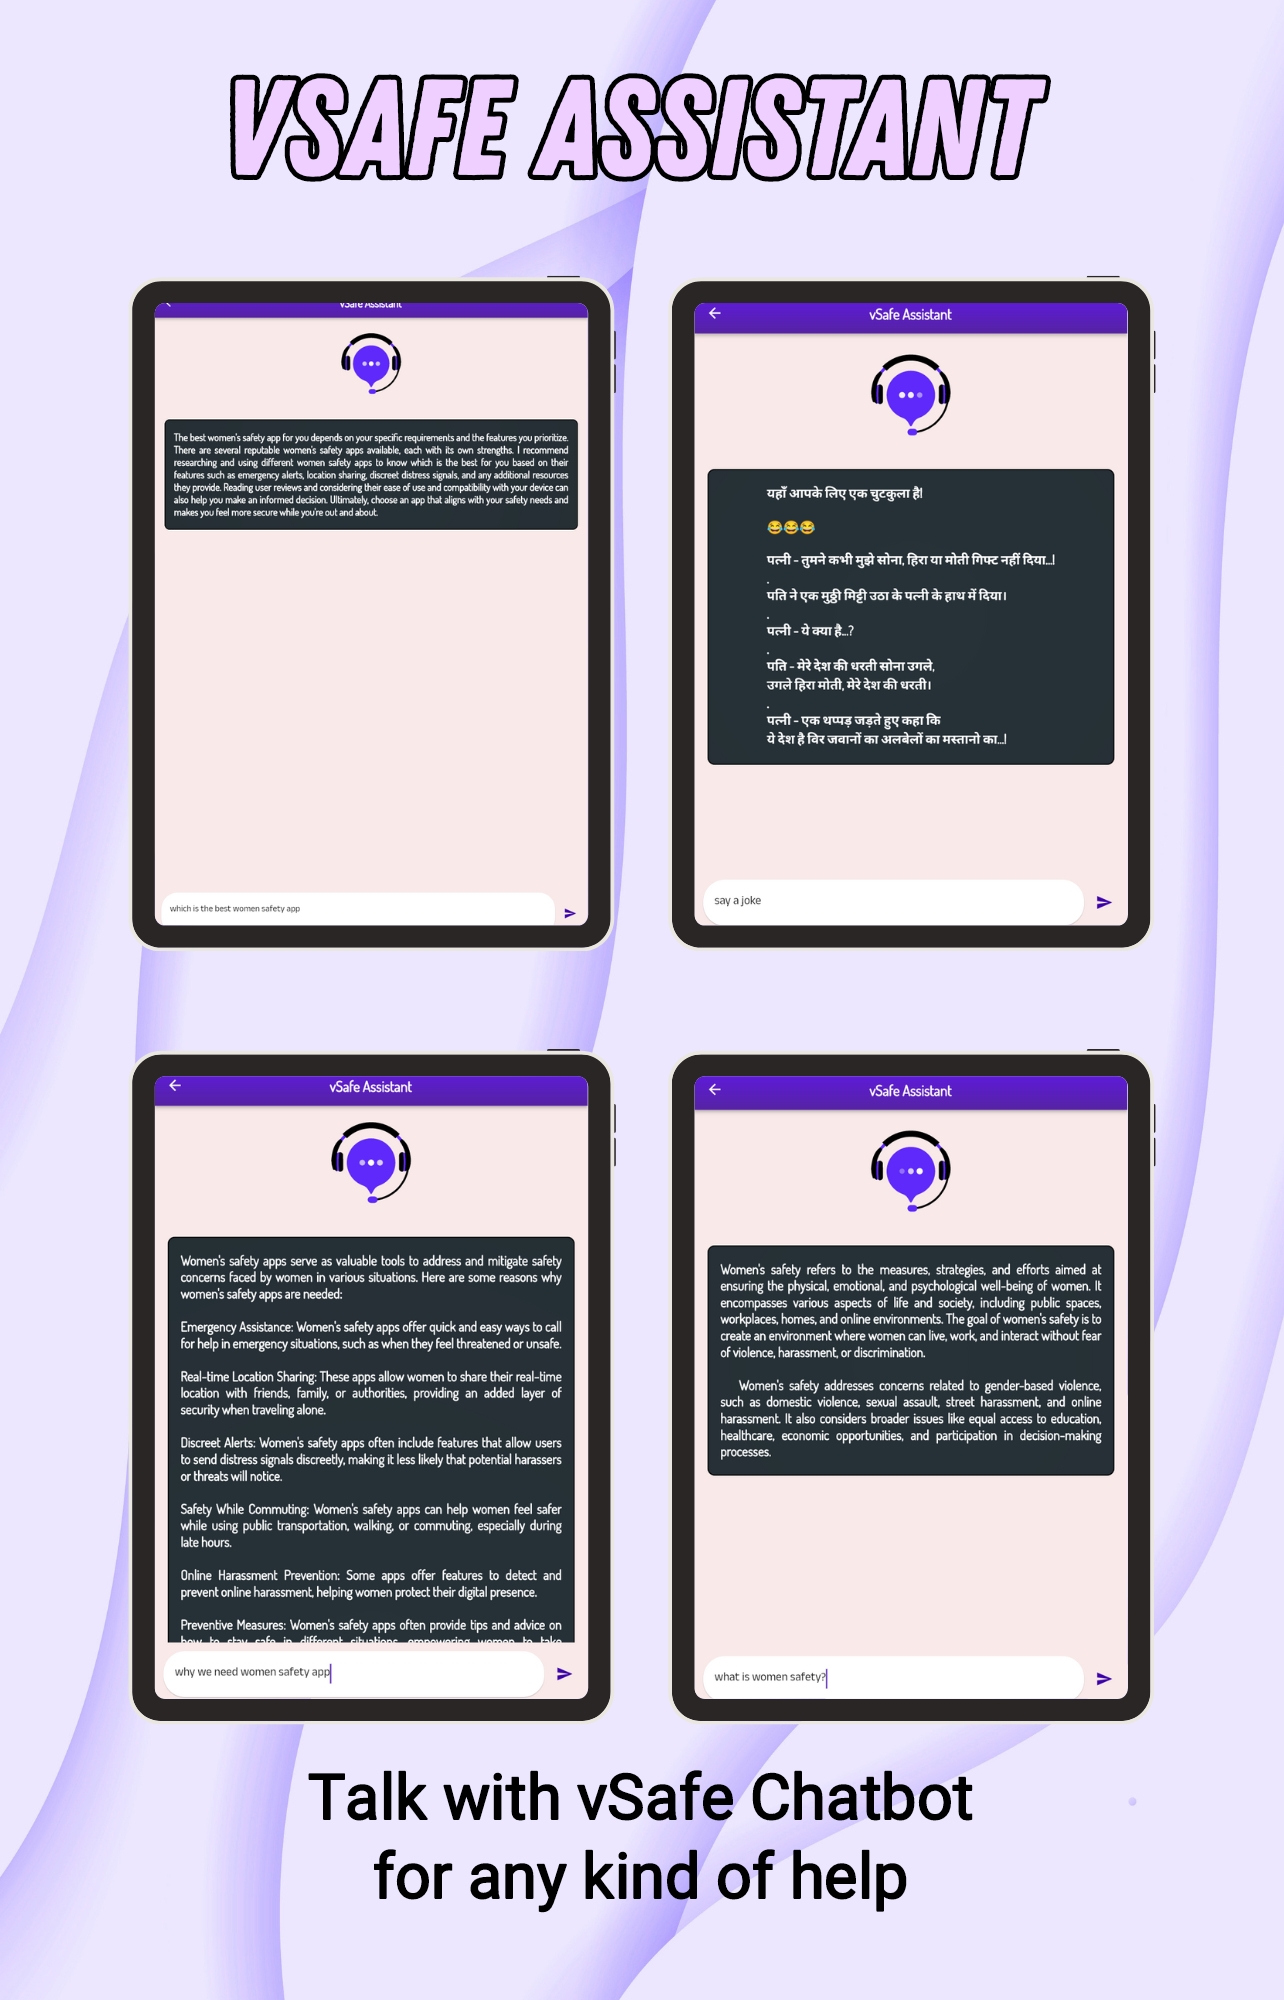 VSAFE ASSISTANT
vSafe Assistant
The best women's safety app for you depends on your specific requirements and the features you prioritize.
There are several reputable women's safety apps available, each with its own strengths. I recommend
researching and using different women safety apps to know which is the best for you based on their
features such as emergency alerts, location sharing, discreet distress signals, and any additional resources
they provide. Reading user reviews and considering their ease of use and compatibility with your device can
also help you make an informed decision. Ultimately, choose an app that aligns with your safety needs and
makes you feel more secure while you're out and about.
which is the best women safety app
vSafe Assistant
यहाँ आपके लिए एक चुटकुला है!
😂😂😂
पत्नी - तुमने कभी मुझे सोना, हिरा या मोती गिफ्ट नहीं दिया...!
.
पति ने एक मुठ्ठी मिट्टी उठा के पत्नी के हाथ में दिया।
.
पत्नी - ये क्या है...?
.
पति - मेरे देश की धरती सोना उगले,
उगले हिरा मोती, मेरे देश की धरती।
.
पत्नी - एक थप्पड़ जड़ते हुए कहा कि
ये देश है विर जवानों का अलबेलों का मस्तानो का...!
say a joke
vSafe Assistant
Women's safety apps serve as valuable tools to address and mitigate safety
concerns faced by women in various situations. Here are some reasons why
women's safety apps are needed:
Emergency Assistance: Women's safety apps offer quick and easy ways to call
for help in emergency situations, such as when they feel threatened or unsafe.
Real-time Location Sharing: These apps allow women to share their real-time
location with friends, family, or authorities, providing an added layer of
security when traveling alone.
Discreet Alerts: Women's safety apps often include features that allow users
to send distress signals discreetly, making it less likely that potential harassers
or threats will notice.
Safety While Commuting: Women's safety apps can help women feel safer
while using public transportation, walking, or commuting, especially during
late hours.
Online Harassment Prevention: Some apps offer features to detect and
prevent online harassment, helping women protect their digital presence.
Preventive Measures: Women's safety apps often provide tips and advice on
how to stay safe in different situations, empowering women to take
why we need women safety app
vSafe Assistant
Women's safety refers to the measures, strategies, and efforts aimed at
ensuring the physical, emotional, and psychological well-being of women. It
encompasses various aspects of life and society, including public spaces,
workplaces, homes, and online environments. The goal of women's safety is to
create an environment where women can live, work, and interact without fear
of violence, harassment, or discrimination.
Women's safety addresses concerns related to gender-based violence,
such as domestic violence, sexual assault, street harassment, and online
harassment. It also considers broader issues like equal access to education,
healthcare, economic opportunities, and participation in decision-making
processes.
what is women safety?
Talk with vSafe Chatbot
for any kind of help